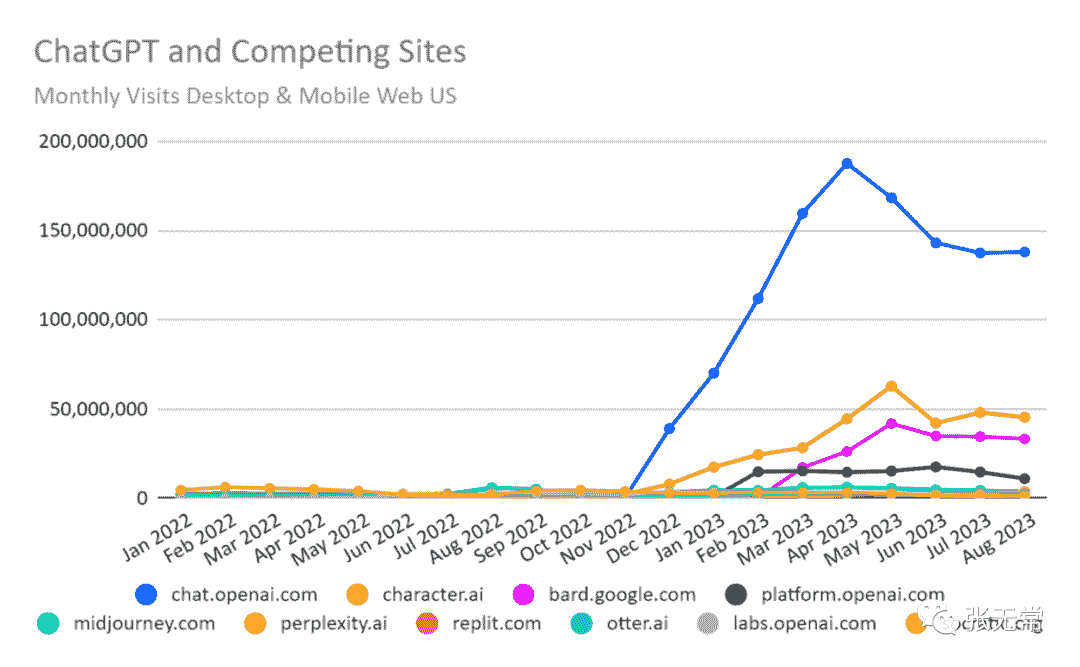 ChatGPT and Competing Sites
Monthly Visits Desktop & Mobile Web US
200,000,000
150,000,000
100,000,000
50,000,000
0
Jan 2022 Feb 2022 Mar 2022 Apr 2022 May 2022 Jun 2022 Jul 2022 Aug 2022 Sep 2022 Oct 2022 Nov 2022 Dec 2022 Jan 2023 Feb 2023 Mar 2023 Apr 2023 May 2023 Jun 2023 Jul 2023 Aug 2023
chat.openai.com character.ai bard.google.com platform.openai.com
midjourney.com perplexity.ai replit.com otter.ai labs.openai.com
张无常